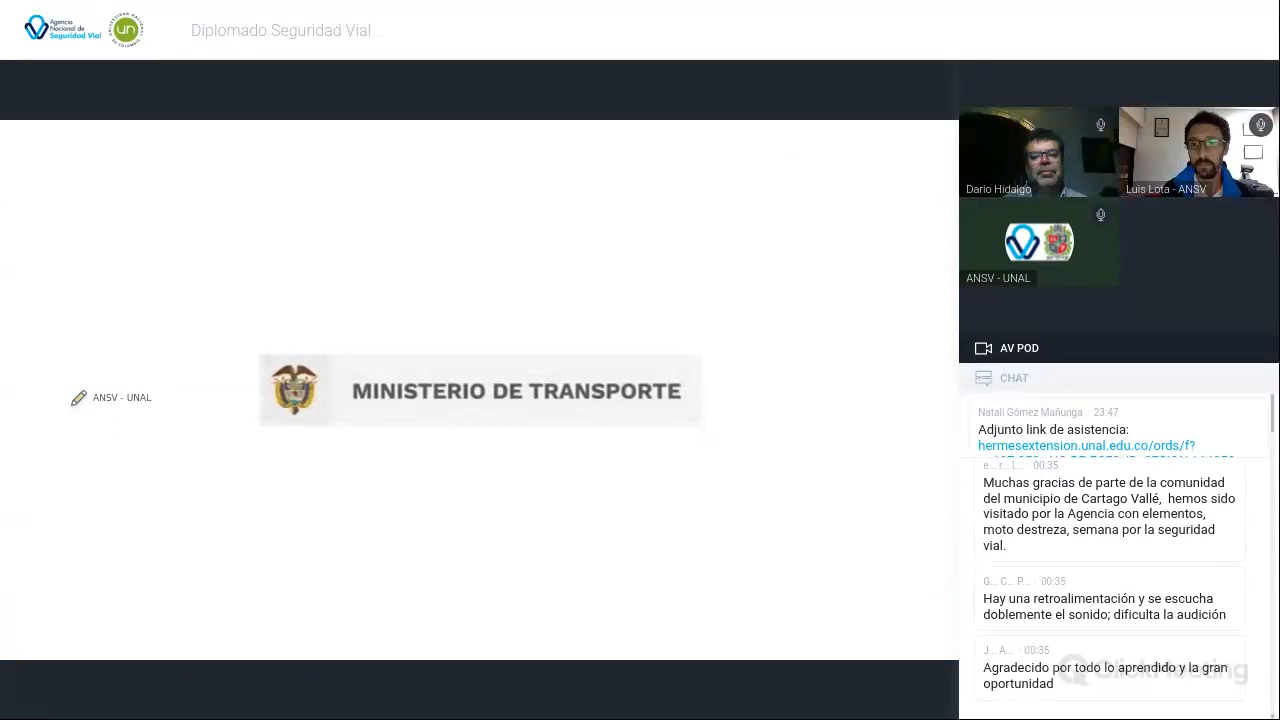 Agencia
Nacional de
Seguridad Vial
un
Diplomado Seguridad Vial
Darío Hidalgo
Luis Lota - ANSV
ANSV - UNAL
AV POD
CHAT
ANSV - UNAL
MINISTERIO DE TRANSPORTE
Natali Gómez Mañunga · 23:47
Adjunto link de asistencia:
hermesextension.unal.edu.co/ords/f?
e... r... l... · 00:35
Muchas gracias de parte de la comunidad
del municipio de Cartago Vallé, hemos sido
visitado por la Agencia con elementos,
moto destreza, semana por la seguridad
vial.
G... C... P... · 00:35
Hay una retroalimentación y se escucha
doblemente el sonido; dificulta la audición
J... A... · 00:35
Agradecido por todo lo aprendido y la gran
oportunidad
ClickMeeting